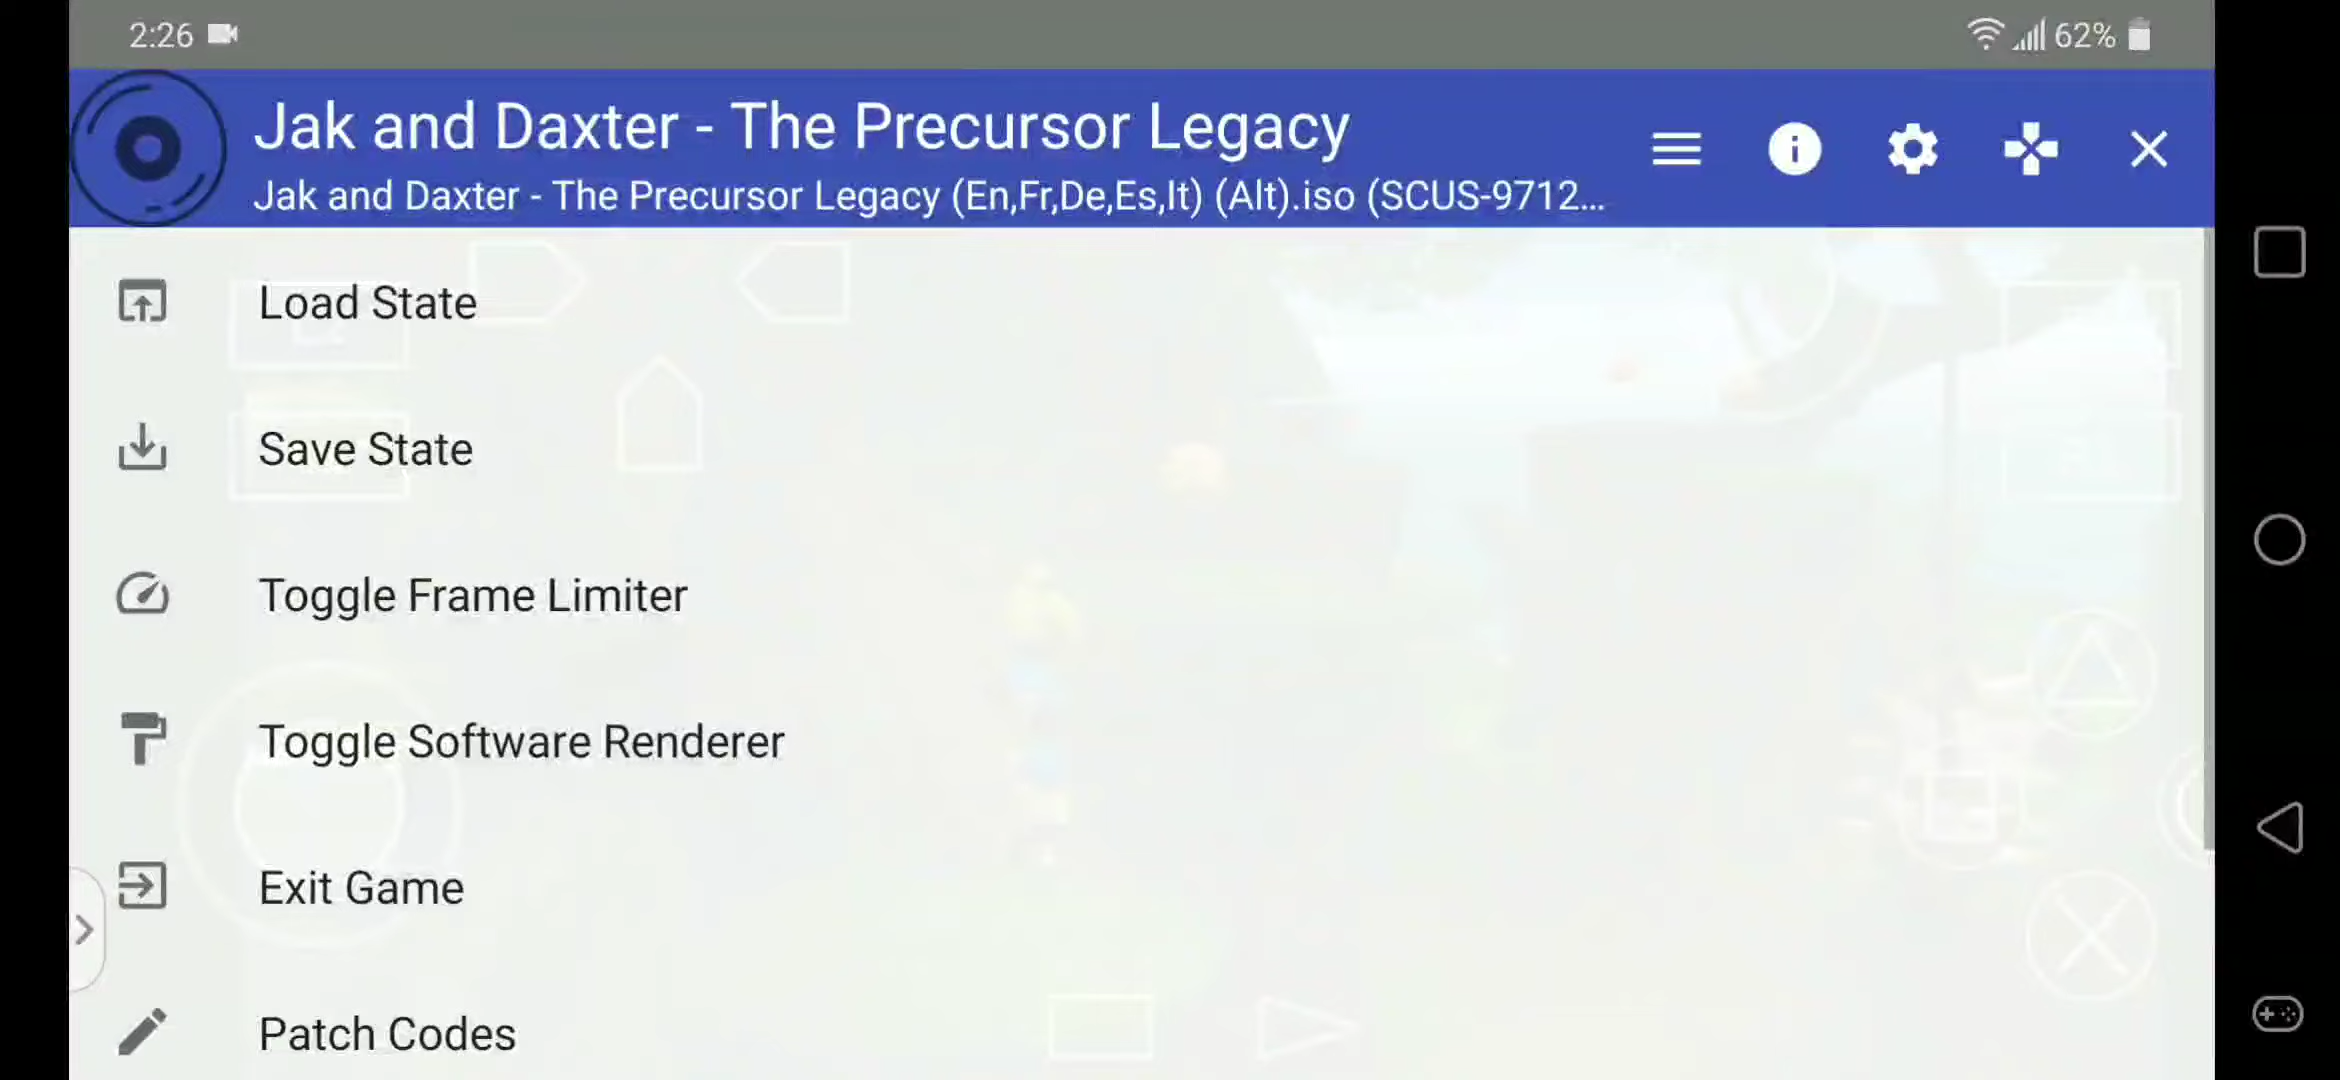 2:26
62%
Jak and Daxter - The Precursor Legacy
Jak and Daxter - The Precursor Legacy (En,Fr,De,Es,It) (Alt).iso (SCUS-9712...
Load State
Save State
Toggle Frame Limiter
Toggle Software Renderer
Exit Game
Patch Codes